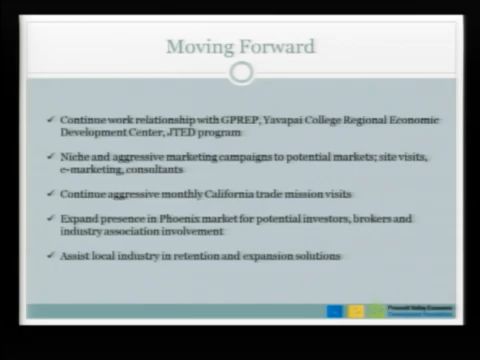 Moving Forward
✓ Continue work relationship with GPREP, Yavapai College Regional Economic
Development Center, JTED program
✓ Niche and aggressive marketing campaigns to potential markets; site visits,
e-marketing, consultants
✓ Continue aggressive monthly California trade mission visits
✓ Expand presence in Phoenix market for potential investors, brokers and
industry association involvement
✓ Assist local industry in retention and expansion solutions
Prescott Valley Economic
Development Foundation